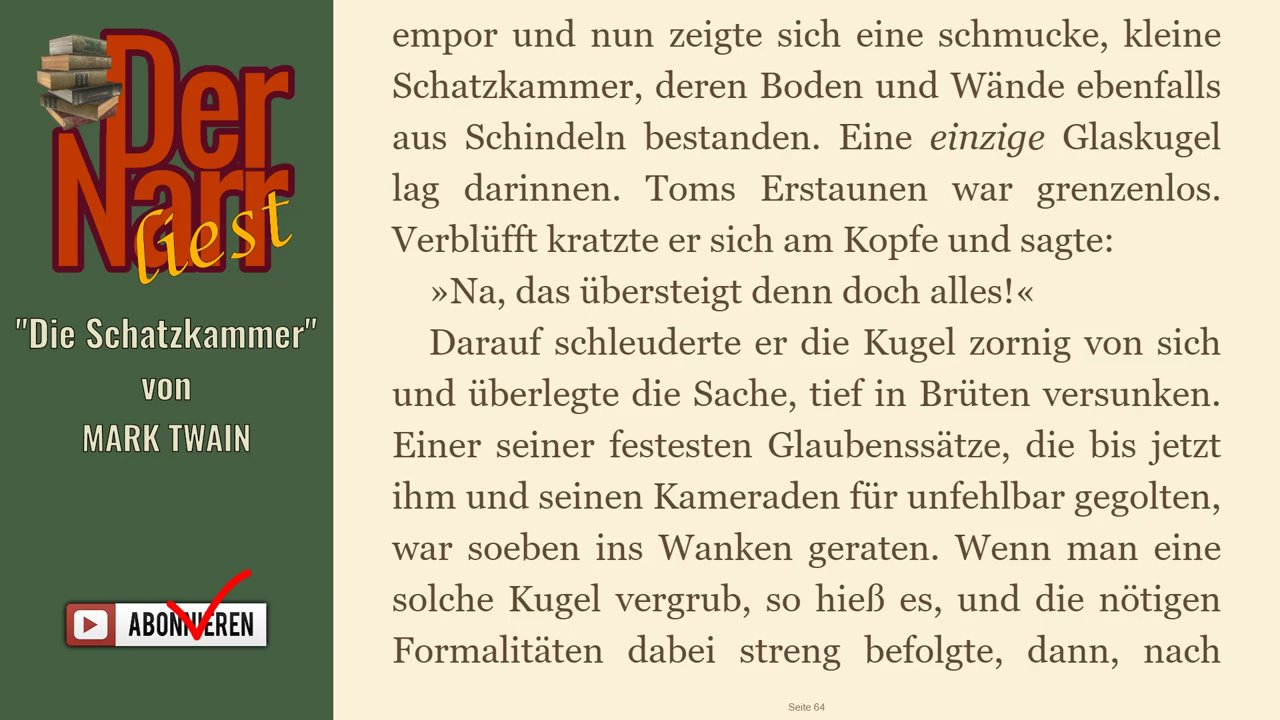 Der
Narr
liest
"Die Schatzkammer"
von
MARK TWAIN
ABONNIEREN
empor und nun zeigte sich eine schmucke, kleine
Schatzkammer, deren Boden und Wände ebenfalls
aus Schindeln bestanden. Eine einzige Glaskugel
lag darinnen. Toms Erstaunen war grenzenlos.
Verblüfft kratzte er sich am Kopfe und sagte:
»Na, das übersteigt denn doch alles!«
Darauf schleuderte er die Kugel zornig von sich
und überlegte die Sache, tief in Brüten versunken.
Einer seiner festesten Glaubenssätze, die bis jetzt
ihm und seinen Kameraden für unfehlbar gegolten,
war soeben ins Wanken geraten. Wenn man eine
solche Kugel vergrub, so hieß es, und die nötigen
Formalitäten dabei streng befolgte, dann, nach
Seite 64